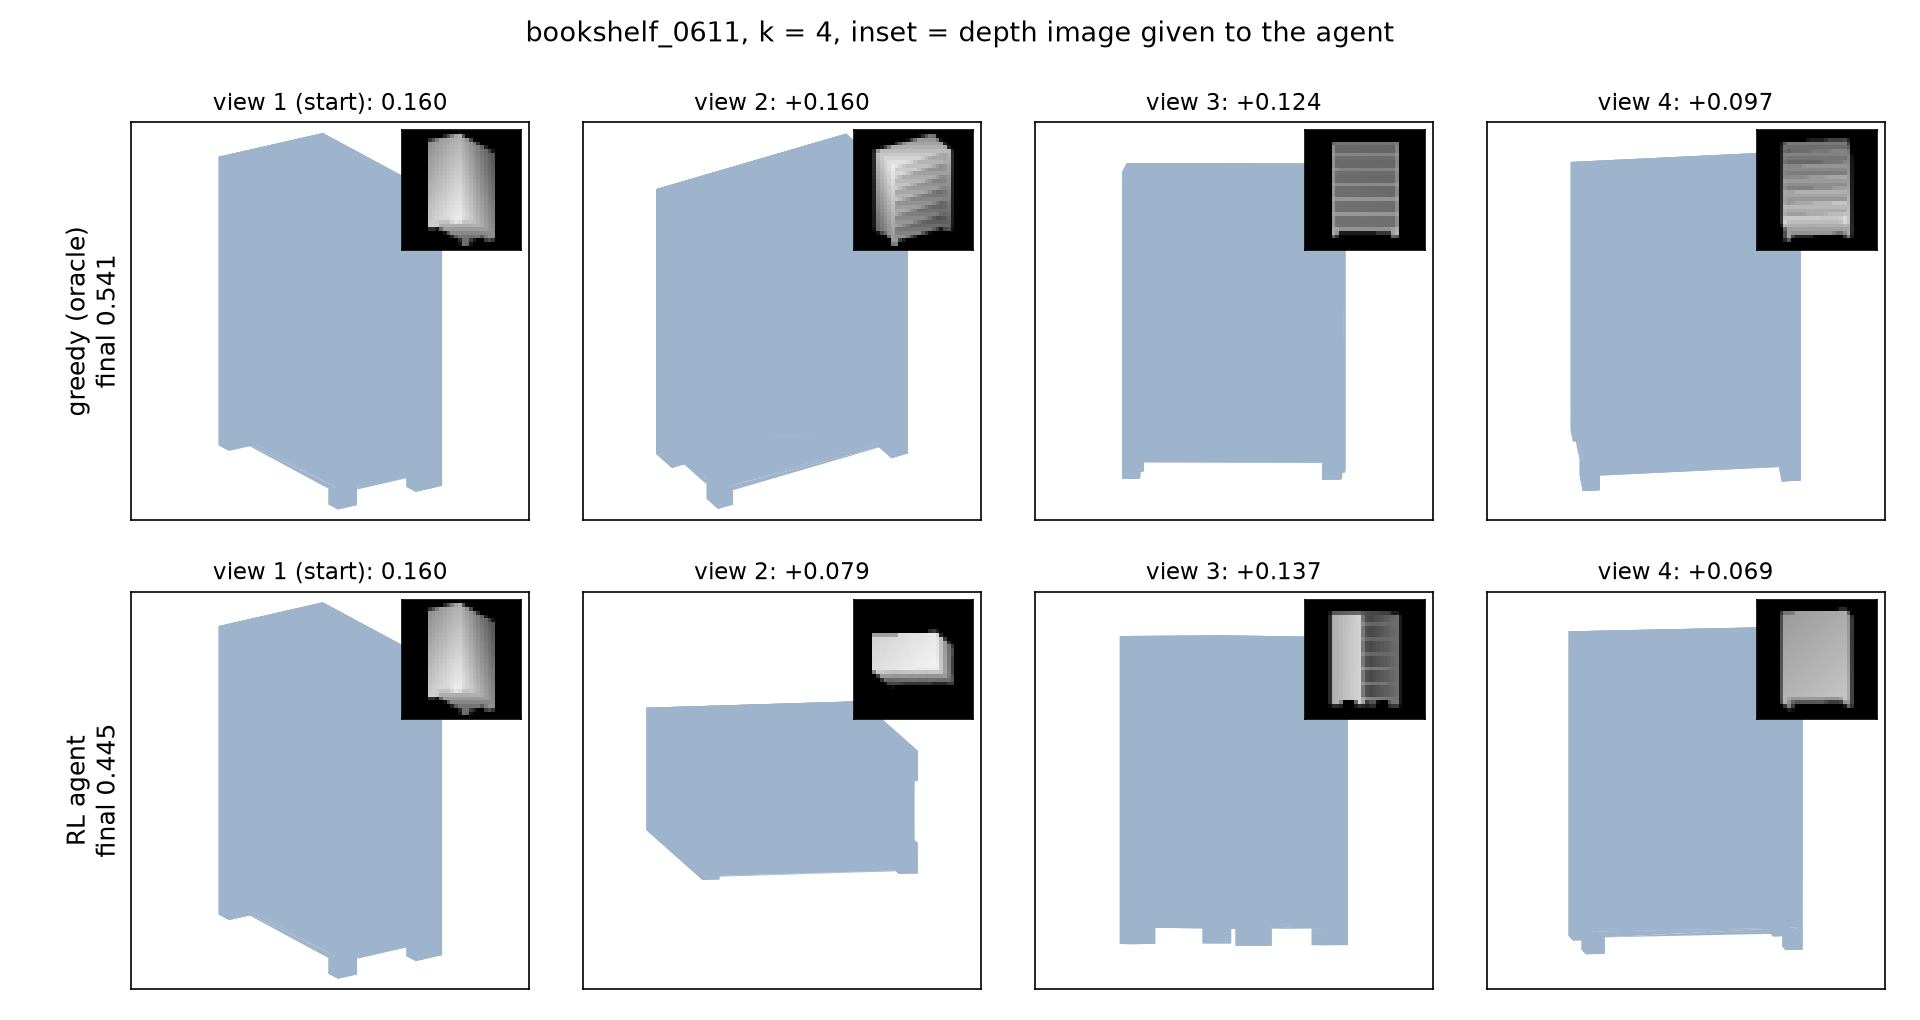 bookshelf_0611, k = 4, inset = depth image given to the agent
view 1 (start): 0.160
view 2: +0.160
view 3: +0.124
view 4: +0.097
greedy (oracle)
final 0.541
view 1 (start): 0.160
view 2: +0.079
view 3: +0.137
view 4: +0.069
RL agent
final 0.445